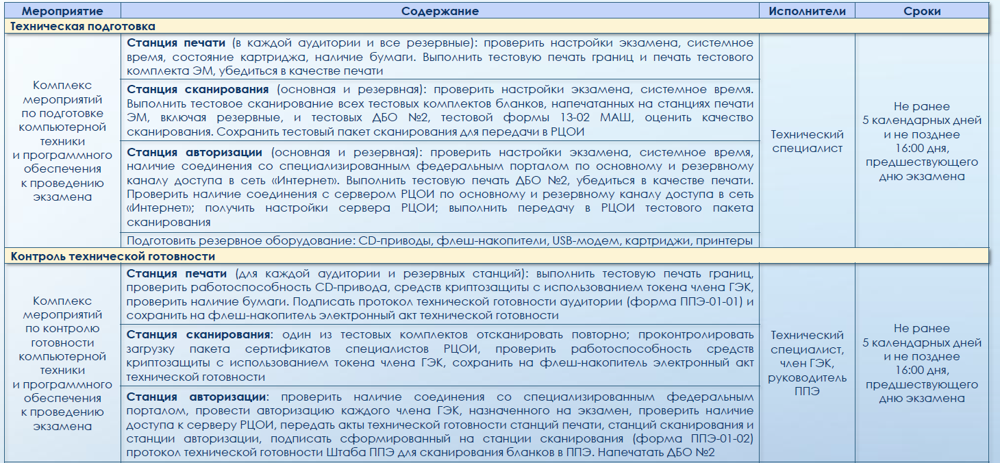 Мероприятие Содержание Исполнители Сроки
Техническая подготовка
Комплекс
мероприятий
по подготовке
компьютерной
техники
и программного
обеспечения
к проведению
экзамена
Станция печати (в каждой аудитории и все резервные): проверить настройки экзамена, системное
время, состояние картриджа, наличие бумаги. Выполнить тестовую печать границ и печать тестового
комплекта ЭМ, убедиться в качестве печати
Станция сканирования (основная и резервная): проверить настройки экзамена, системное время.
Выполнить тестовое сканирование всех тестовых комплектов бланков, напечатанных на станциях печати
ЭМ, включая резервные, и тестовых ДБО №2, тестовой формы 13-02 МАШ, оценить качество
сканирования. Сохранить тестовый пакет сканирования для передачи в РЦОИ
Станция авторизации (основная и резервная): проверить настройки экзамена, системное время,
наличие соединения со специализированным федеральным порталом по основному и резервному
каналу доступа в сеть «Интернет». Выполнить тестовую печать ДБО №2, убедиться в качестве печати.
Проверить наличие соединения с сервером РЦОИ по основному и резервному каналу доступа в сеть
«Интернет»; получить настройки сервера РЦОИ; выполнить передачу в РЦОИ тестового пакета
сканирования
Подготовить резервное оборудование: CD-приводы, флеш-накопители, USB-модем, картриджи, принтеры
Технический
специалист
Не ранее
5 календарных дней
и не позднее
16:00 дня,
предшествующего
дню экзамена
Контроль технической готовности
Комплекс
мероприятий
по контролю
готовности
компьютерной
техники
и программного
обеспечения
к проведению
экзамена
Станция печати (для каждой аудитории и резервных станций): выполнить тестовую печать границ,
проверить работоспособность CD-привода, средств криптозащиты с использованием токена члена ГЭК,
проверить наличие бумаги. Подписать протокол технической готовности аудитории (форма ППЭ-01-01) и
сохранить на флеш-накопитель электронный акт технической готовности
Станция сканирования: один из тестовых комплектов отсканировать повторно; проконтролировать
загрузку пакета сертификатов специалистов РЦОИ, проверить работоспособность средств
криптозащиты с использованием токена члена ГЭК, сохранить на флеш-накопитель электронный акт
технической готовности
Станция авторизации: проверить наличие соединения со специализированным федеральным
порталом, провести авторизацию каждого члена ГЭК, назначенного на экзамен, проверить наличие
доступа к серверу РЦОИ, передать акты технической готовности станций печати, станций сканирования и
станции авторизации, подписать сформированный на станции сканирования (форма ППЭ-01-02)
протокол технической готовности Штаба ППЭ для сканирования бланков в ППЭ. Напечатать ДБО №2
Технический
специалист,
член ГЭК,
руководитель
ППЭ
Не ранее
5 календарных дней
и не позднее
16:00 дня,
предшествующего
дню экзамена